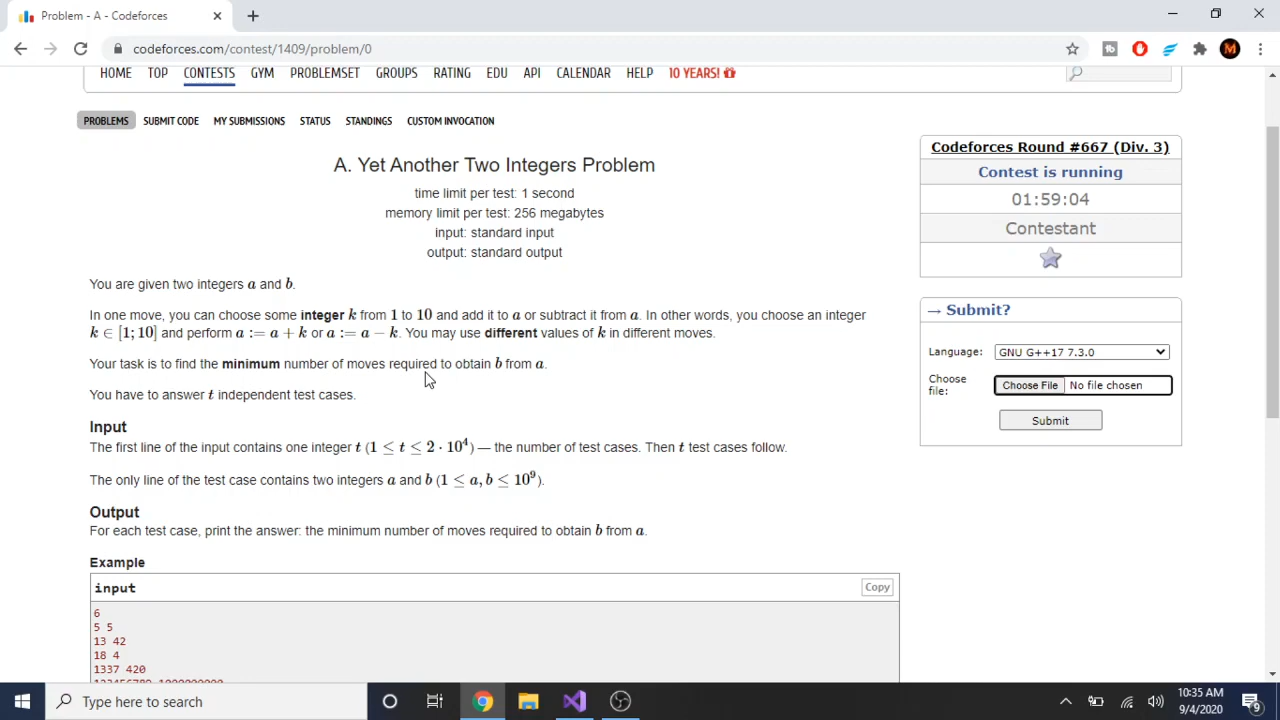 Problem - A - Codeforces
codeforces.com/contest/1409/problem/0
HOME TOP CONTESTS GYM PROBLEMSET GROUPS RATING EDU API CALENDAR HELP 10 YEARS!
PROBLEMS SUBMIT CODE MY SUBMISSIONS STATUS STANDINGS CUSTOM INVOCATION
A. Yet Another Two Integers Problem
time limit per test: 1 second
memory limit per test: 256 megabytes
input: standard input
output: standard output
You are given two integers a and b.
In one move, you can choose some integer k from 1 to 10 and add it to a or subtract it from a. In other words, you choose an integer
k ∈ [1; 10] and perform a := a + k or a := a − k. You may use different values of k in different moves.
Your task is to find the minimum number of moves required to obtain b from a.
You have to answer t independent test cases.
Input
The first line of the input contains one integer t (1 ≤ t ≤ 2 · 10⁴) — the number of test cases. Then t test cases follow.
The only line of the test case contains two integers a and b (1 ≤ a, b ≤ 10⁹).
Output
For each test case, print the answer: the minimum number of moves required to obtain b from a.
Example
input
Copy
6
5 5
13 42
18 4
1337 420
123456789 1000000000
Codeforces Round #667 (Div. 3)
Contest is running
01:59:04
Contestant
→ Submit?
Language: GNU G++17 7.3.0
Choose
file:
Choose File No file chosen
Submit
Type here to search
10:35 AM
9/4/2020
9